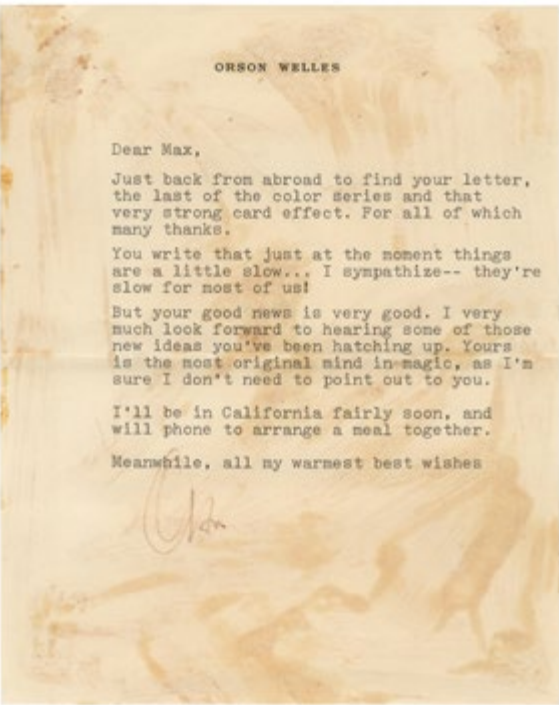 ORSON WELLES
Dear Max,
Just back from abroad to find your letter,
the last of the color series and that
very strong card effect. For all of which
many thanks.
You write that just at the moment things
are a little slow... I sympathize-- they're
slow for most of us!
But your good news is very good. I very
much look forward to hearing some of those
new ideas you've been hatching up. Yours
is the most original mind in magic, as I'm
sure I don't need to point out to you.
I'll be in California fairly soon, and
will phone to arrange a meal together.
Meanwhile, all my warmest best wishes